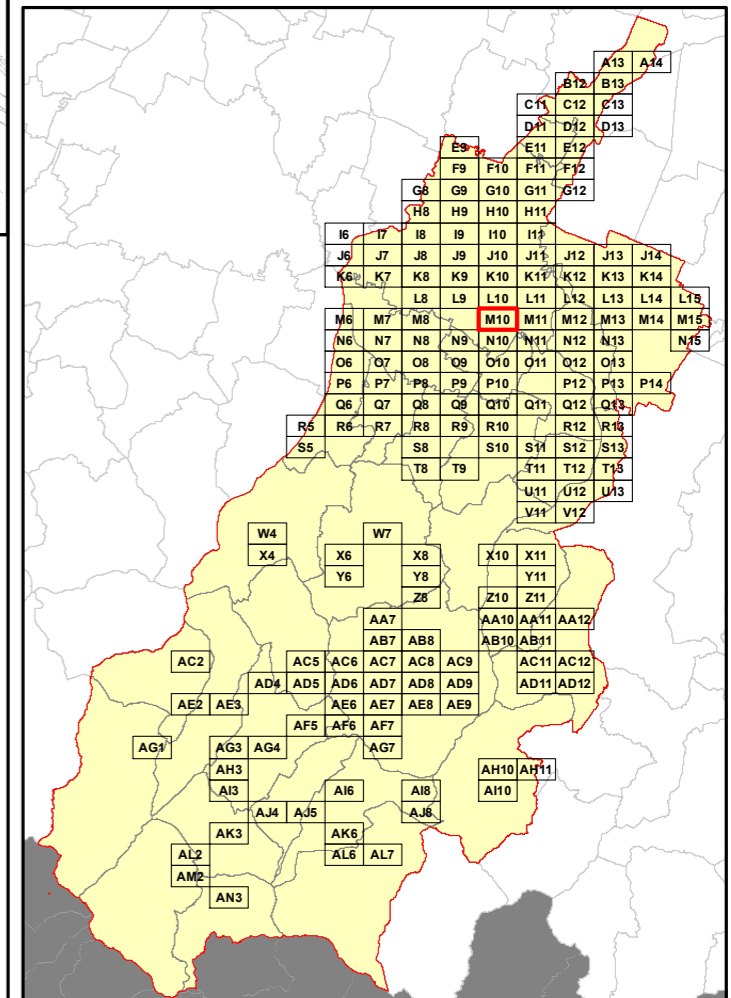 A13 A14
B12 B13
C11 C12 C13
D11 D12 D13
E9 E11 E12
F9 F10 F11 F12
G8 G9 G10 G11 G12
H8 H9 H10 H11
I6 I7 I8 I9 I10 I11
J6 J7 J8 J9 J10 J11 J12 J13 J14
K6 K7 K8 K9 K10 K11 K12 K13 K14
L8 L9 L10 L11 L12 L13 L14 L15
M6 M7 M8 M10 M11 M12 M13 M14 M15
N6 N7 N8 N9 N10 N11 N12 N13 N15
O6 O7 O8 O9 O10 O11 O12 O13
P6 P7 P8 P9 P10 P12 P13 P14
Q6 Q7 Q8 Q9 Q10 Q11 Q12 Q13
R5 R6 R7 R8 R9 R10 R12 R13
S5 S8 S10 S11 S12 S13
T8 T9 T11 T12 T13
U11 U12 U13
V11 V12
W4 W7
X4 X6 X8 X10 X11
Y6 Y8 Y11
Z8 Z10 Z11
AA7 AA10 AA11 AA12
AB7 AB8 AB10 AB11
AC2 AC5 AC6 AC7 AC8 AC9 AC11 AC12
AD4 AD5 AD6 AD7 AD8 AD9 AD11 AD12
AE2 AE3 AE6 AE7 AE8 AE9
AF5 AF6 AF7
AG1 AG3 AG4 AG7
AH3 AH10 AH11
AI3 AI6 AI8 AI10
AJ4 AJ5 AJ8
AK3 AK6
AL2 AL6 AL7
AM2
AN3